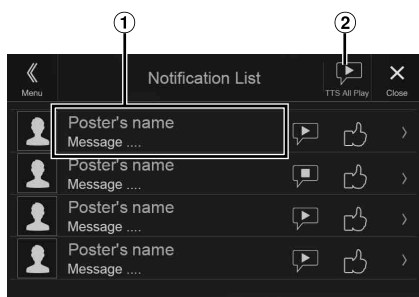 1 2
Notification List
Menu TTS All Play Close
Poster's name
Message ....
Poster's name
Message ....
Poster's name
Message ....
Poster's name
Message ....